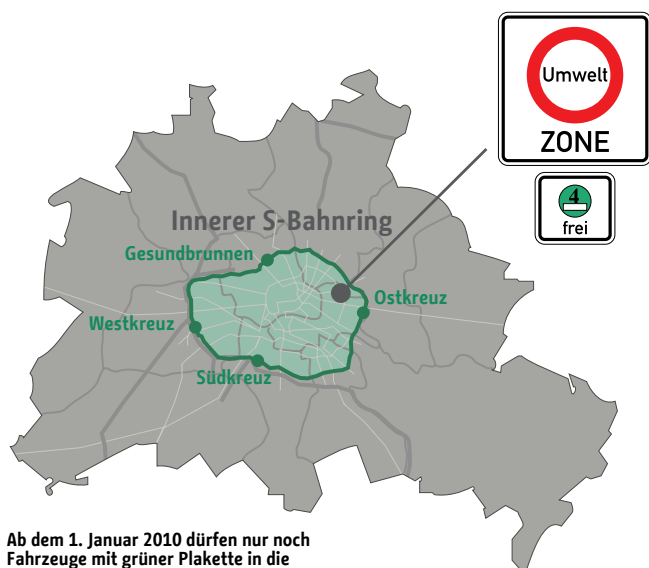 Umwelt
ZONE
4
frei
Innerer S-Bahnring
Gesundbrunnen
Ostkreuz
Westkreuz
Südkreuz
Ab dem 1. Januar 2010 dürfen nur noch
Fahrzeuge mit grüner Plakette in die